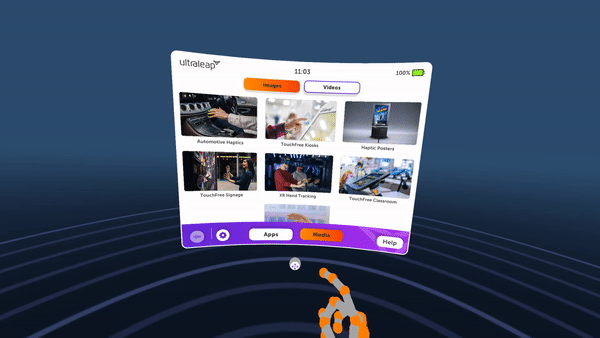 ultraleap
11:03
100%
Images
Videos
Automotive Haptics
TouchFree Kiosks
Haptic Posters
TouchFree Signage
XR Hand Tracking
TouchFree Classroom
Apps
Media
Help